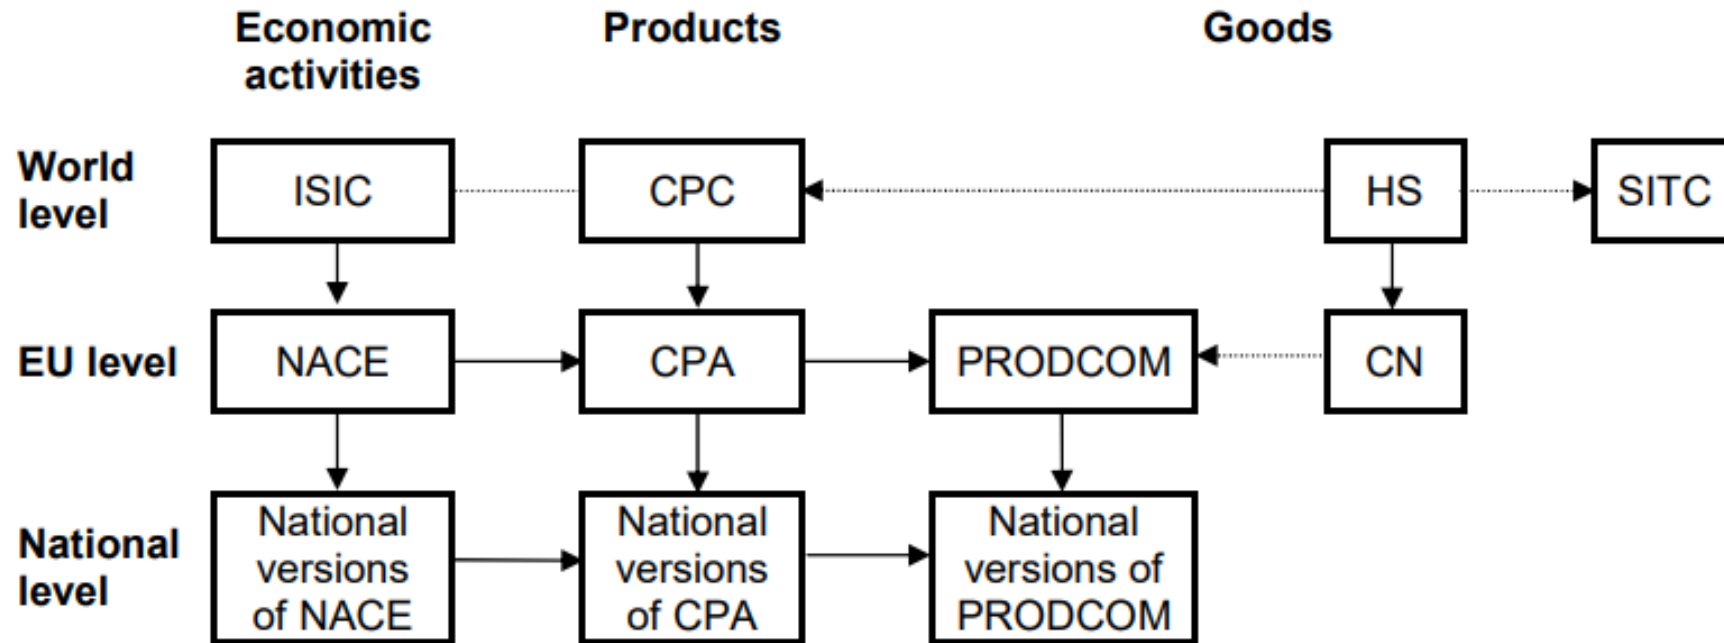 Economic
activities
Products
Goods
World
level
ISIC
CPC
HS
SITC
EU level
NACE
CPA
PRODCOM
CN
National
level
National
versions
of NACE
National
versions
of CPA
National
versions of
PRODCOM